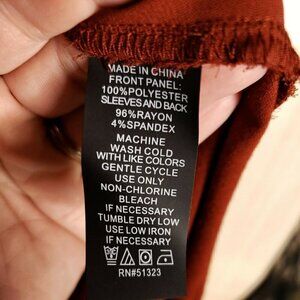 MADE IN CHINA
FRONT PANEL:
100%POLYESTER
SLEEVES AND BACK
96%RAYON
4%SPANDEX
MACHINE
WASH COLD
WITH LIKE COLORS
GENTLE CYCLE
USE ONLY
NON-CHLORINE
BLEACH
IF NECESSARY
TUMBLE DRY LOW
USE LOW IRON
IF NECESSARY
RN#51323